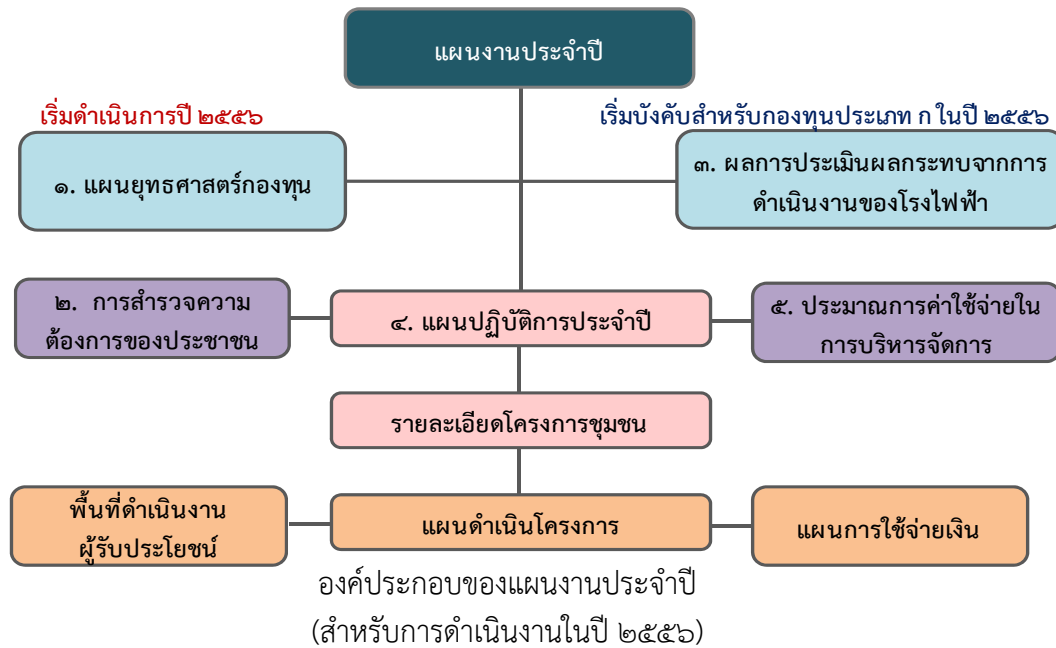 แผนงานประจำปี
เริ่มดำเนินการปี ๒๕๕๖
เริ่มบังคับสำหรับกองทุนประเภท ก ในปี ๒๕๕๖
๑. แผนยุทธศาสตร์กองทุน
๓. ผลการประเมินผลกระทบจากการ
ดำเนินงานของโรงไฟฟ้า
๒. การสำรวจความ
ต้องการของประชาชน
๔. แผนปฏิบัติการประจำปี
๕. ประมาณการค่าใช้จ่ายใน
การบริหารจัดการ
รายละเอียดโครงการชุมชน
พื้นที่ดำเนินงาน
ผู้รับประโยชน์
แผนดำเนินโครงการ
แผนการใช้จ่ายเงิน
องค์ประกอบของแผนงานประจำปี
(สำหรับการดำเนินงานในปี ๒๕๕๖)